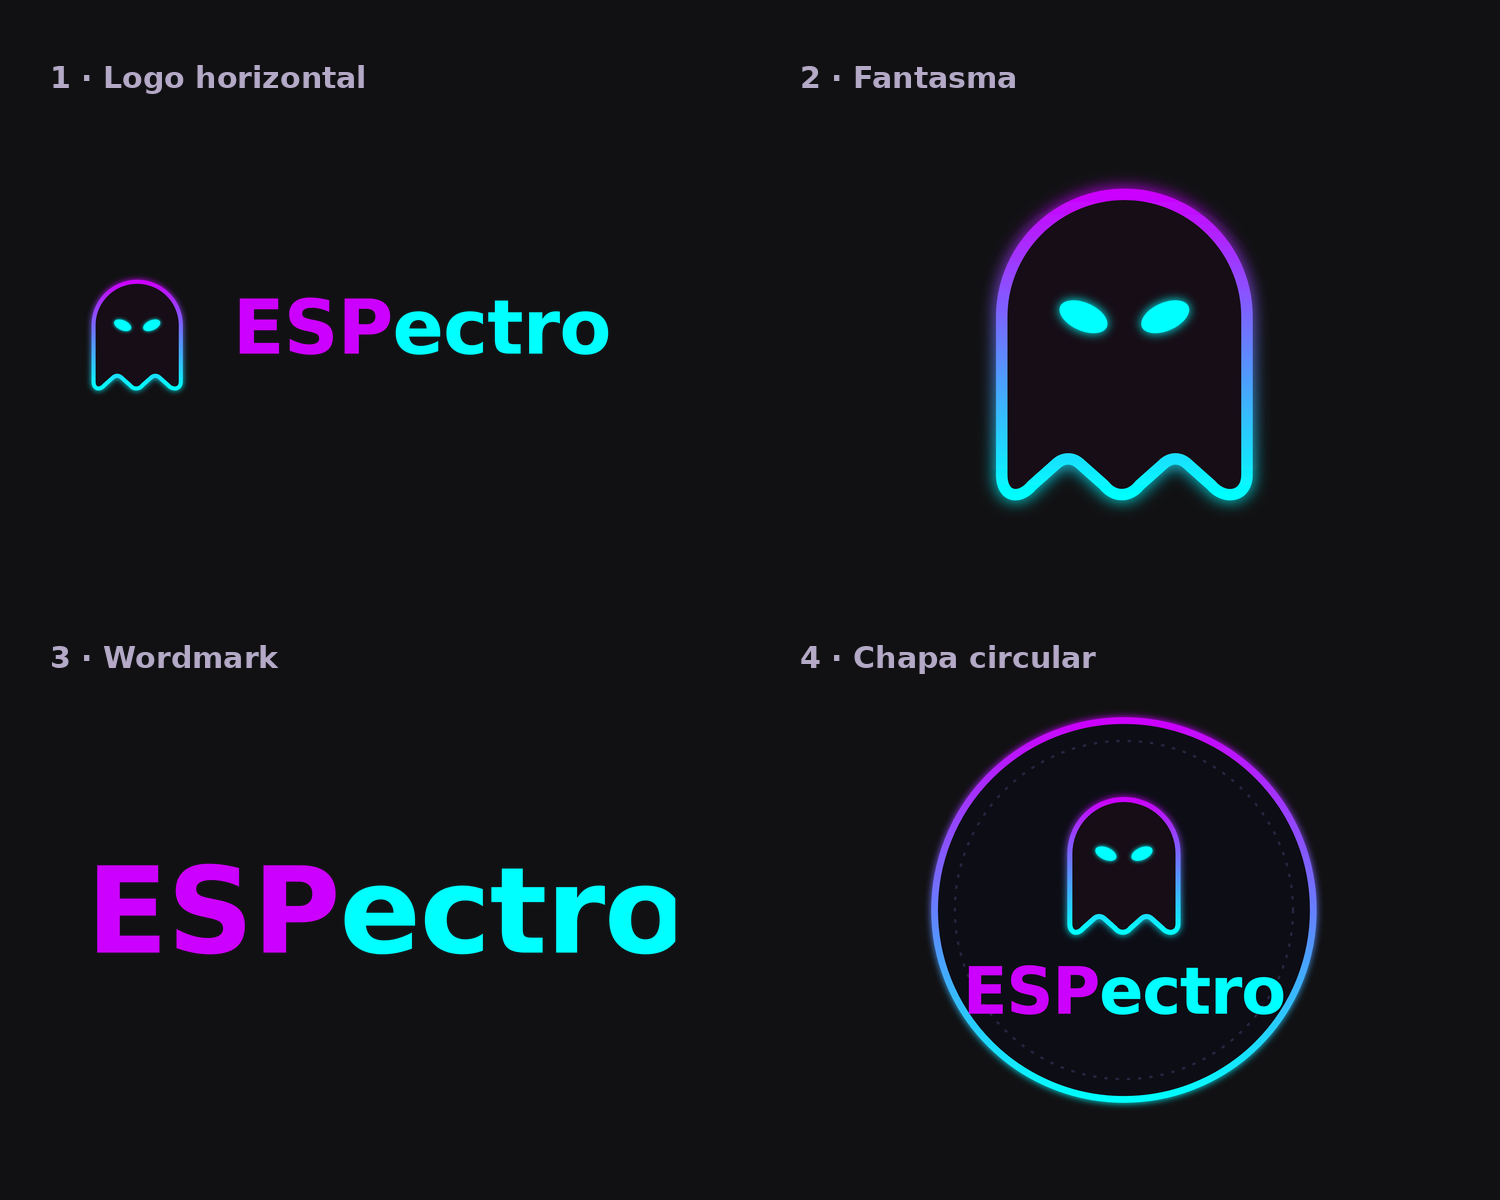 1 · Logo horizontal
2 · Fantasma
ESPectro
3 · Wordmark
4 · Chapa circular
ESPectro
ESPectro